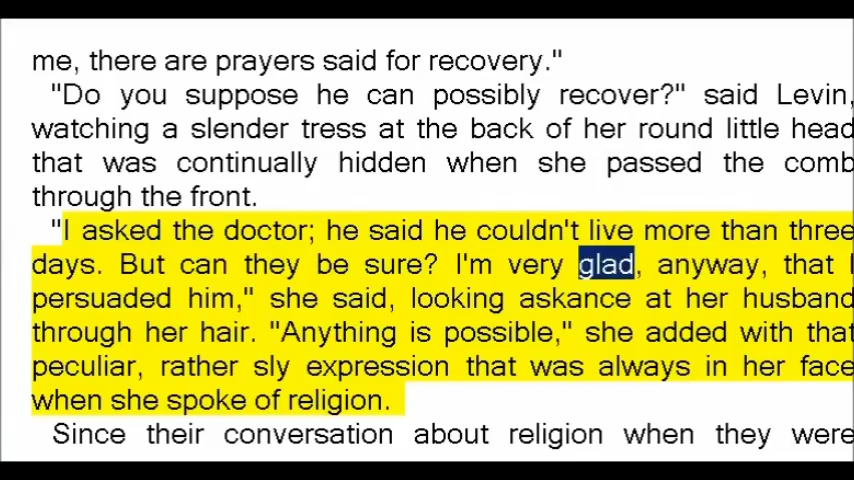 me, there are prayers said for recovery."
"Do you suppose he can possibly recover?" said Levin,
watching a slender tress at the back of her round little head
that was continually hidden when she passed the comb
through the front.
"I asked the doctor; he said he couldn't live more than three
days. But can they be sure? I'm very glad, anyway, that I
persuaded him," she said, looking askance at her husband
through her hair. "Anything is possible," she added with that
peculiar, rather sly expression that was always in her face
when she spoke of religion.
Since their conversation about religion when they were